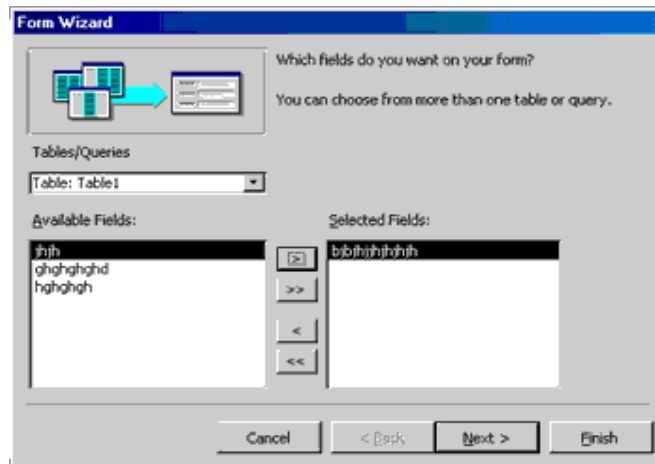 Form Wizard
Which fields do you want on your form?
You can choose from more than one table or query.
Tables/Queries
Table: Table1
Available Fields:
Selected Fields:
jhjh
ghghghghd
hghghgh
>
>>
<
<<
Cancel
< Back
Next >
Finish